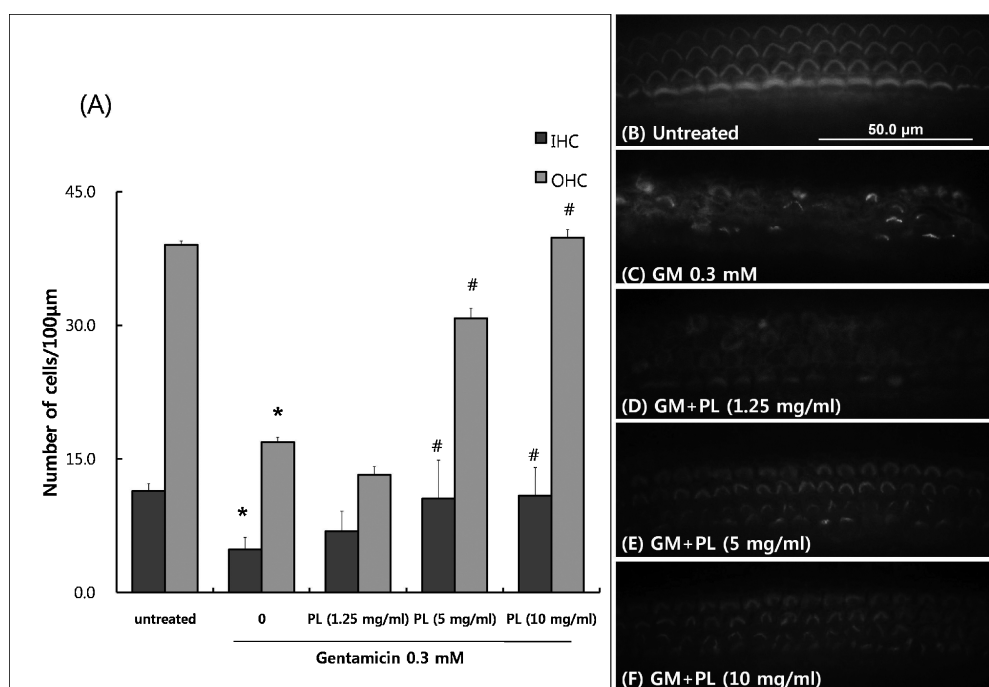 (A)
IHC
OHC
Number of cells/100μm
45.0
30.0
15.0
0.0
*
*
#
#
#
#
untreated
0
PL (1.25 mg/ml)
PL (5 mg/ml)
PL (10 mg/ml)
Gentamicin 0.3 mM
(B) Untreated
50.0 μm
(C) GM 0.3 mM
(D) GM+PL (1.25 mg/ml)
(E) GM+PL (5 mg/ml)
(F) GM+PL (10 mg/ml)